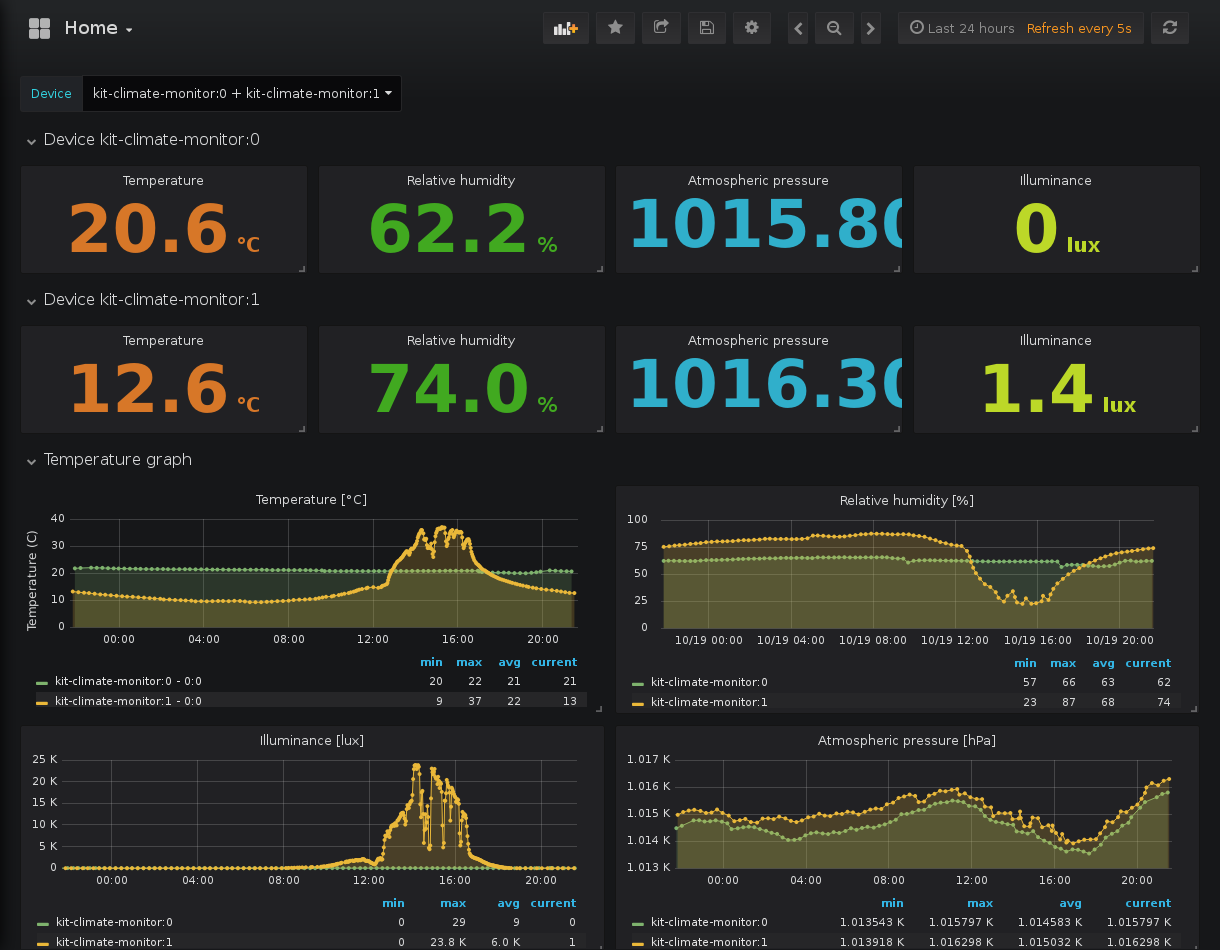 Home
Last 24 hours Refresh every 5s
Device kit-climate-monitor:0 + kit-climate-monitor:1
Device kit-climate-monitor:0
Temperature Relative humidity Atmospheric pressure Illuminance
20.6 °C 62.2 % 1015.80 0 lux
Device kit-climate-monitor:1
Temperature Relative humidity Atmospheric pressure Illuminance
12.6 °C 74.0 % 1016.30 1.4 lux
Temperature graph
Temperature [°C]
Temperature (C)
40
30
20
10
0
00:00 04:00 08:00 12:00 16:00 20:00
min max avg current
kit-climate-monitor:0 - 0:0 20 22 21 21
kit-climate-monitor:1 - 0:0 9 37 22 13
Relative humidity [%]
100
75
50
25
0
10/19 00:00 10/19 04:00 10/19 08:00 10/19 12:00 10/19 16:00 10/19 20:00
min max avg current
kit-climate-monitor:0 57 66 63 62
kit-climate-monitor:1 23 87 68 74
Illuminance [lux]
25 K
20 K
15 K
10 K
5 K
0
00:00 04:00 08:00 12:00 16:00 20:00
min max avg current
kit-climate-monitor:0 0 29 9 0
kit-climate-monitor:1 0 23.8 K 6.0 K 1
Atmospheric pressure [hPa]
1.017 K
1.016 K
1.015 K
1.014 K
1.013 K
00:00 04:00 08:00 12:00 16:00 20:00
min max avg current
kit-climate-monitor:0 1.013543 K 1.015797 K 1.014583 K 1.015797 K
kit-climate-monitor:1 1.013918 K 1.016298 K 1.015032 K 1.016298 K